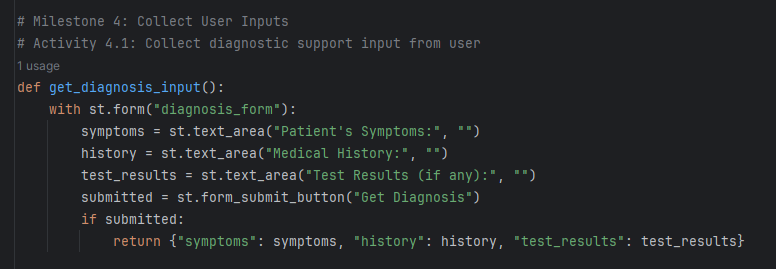 # Milestone 4: Collect User Inputs
# Activity 4.1: Collect diagnostic support input from user
1 usage
def get_diagnosis_input():
    with st.form("diagnosis_form"):
        symptoms = st.text_area("Patient's Symptoms:", "")
        history = st.text_area("Medical History:", "")
        test_results = st.text_area("Test Results (if any):", "")
        submitted = st.form_submit_button("Get Diagnosis")
        if submitted:
            return {"symptoms": symptoms, "history": history, "test_results": test_results}